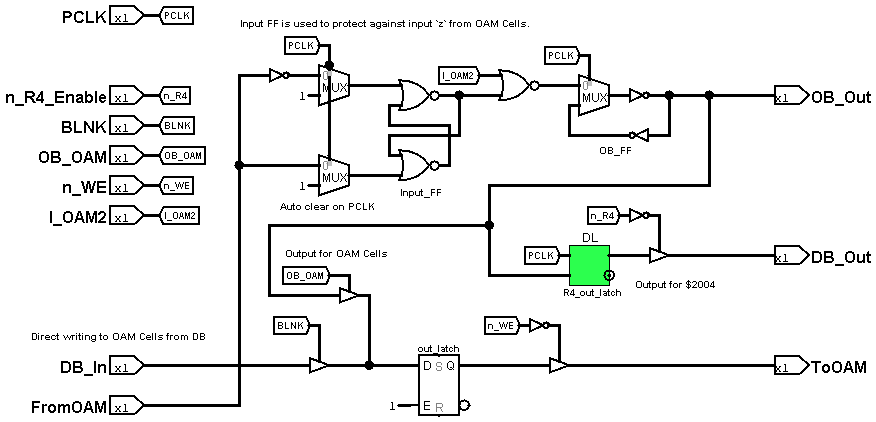 Input FF is used to protect against input `z` from OAM Cells.
PCLK x1 PCLK
PCLK
PCLK
0
MUX
1
I_OAM2
0
MUX
n_R4_Enable x1 n_R4
x1 OB_Out
BLNK x1 BLNK
OB_OAM x1 OB_OAM
OB_FF
0
MUX
1
n_WE x1 n_WE
Input_FF
Auto clear on PCLK
I_OAM2 x1 I_OAM2
n_R4
DL
Output for OAM Cells
PCLK
x1 DB_Out
OB_OAM
R4_out_latch
Output for $2004
BLNK
n_WE
Direct writing to OAM Cells from DB
out_latch
DB_In x1
D S Q
x1 ToOAM
FromOAM x1
1
E R